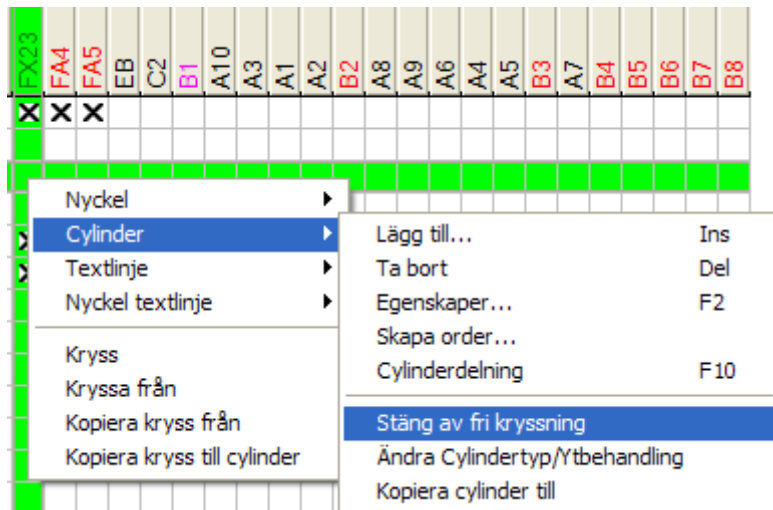 FX23 FA4 FA5 EB C2 B1 A10 A3 A1 A2 B2 A8 A9 A6 A4 A5 B3 A7 B4 B5 B6 B7 B8
X X X
Nyckel
Cylinder
Textlinje
Nyckel textlinje
Kryss
Kryssa från
Kopiera kryss från
Kopiera kryss till cylinder
Lägg till... Ins
Ta bort Del
Egenskaper... F2
Skapa order...
Cylinderdelning F10
Stäng av fri kryssning
Ändra Cylindertyp/Ytbehandling
Kopiera cylinder till